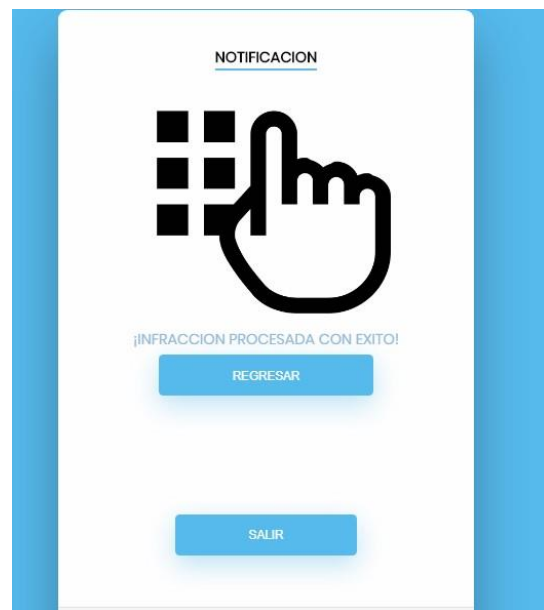 NOTIFICACION
¡INFRACCION PROCESADA CON EXITO!
REGRESAR
SALIR